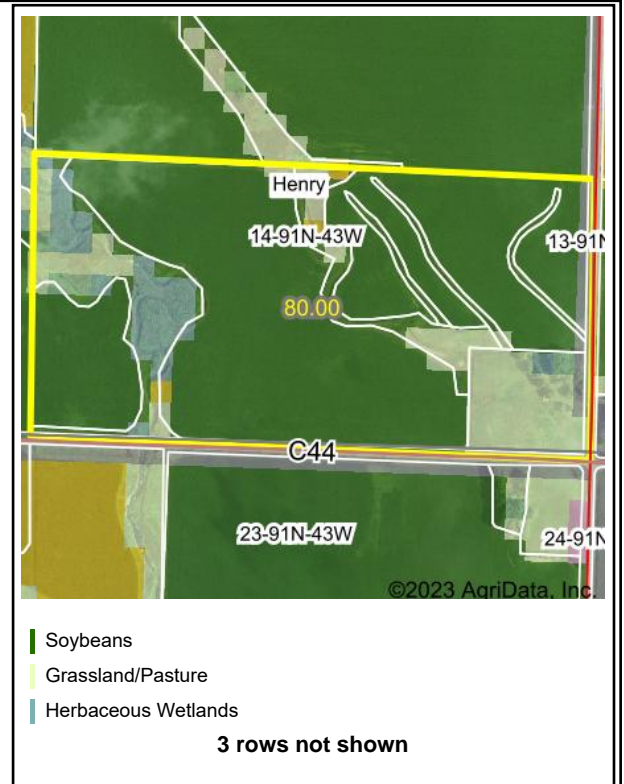 Henry
14-91N-43W
13-91N
80.00
C44
23-91N-43W
24-91N
©2023 AgriData, Inc.
Soybeans
Grassland/Pasture
Herbaceous Wetlands
3 rows not shown